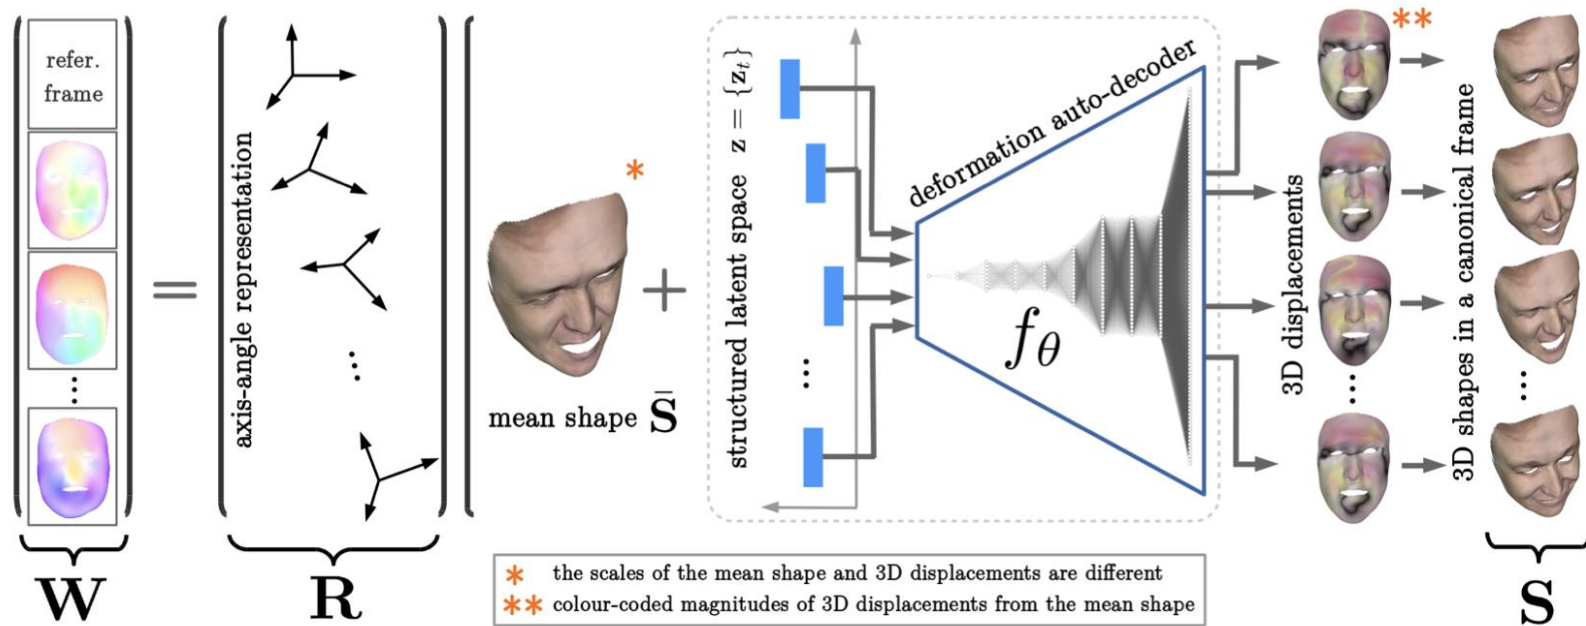 refer.
frame
W
=
axis-angle representation
R
*
mean shape S̄
+
structured latent space z = {z_t}
deformation auto-decoder
f_θ
3D displacements
**
3D shapes in a canonical frame
S
* the scales of the mean shape and 3D displacements are different
** colour-coded magnitudes of 3D displacements from the mean shape